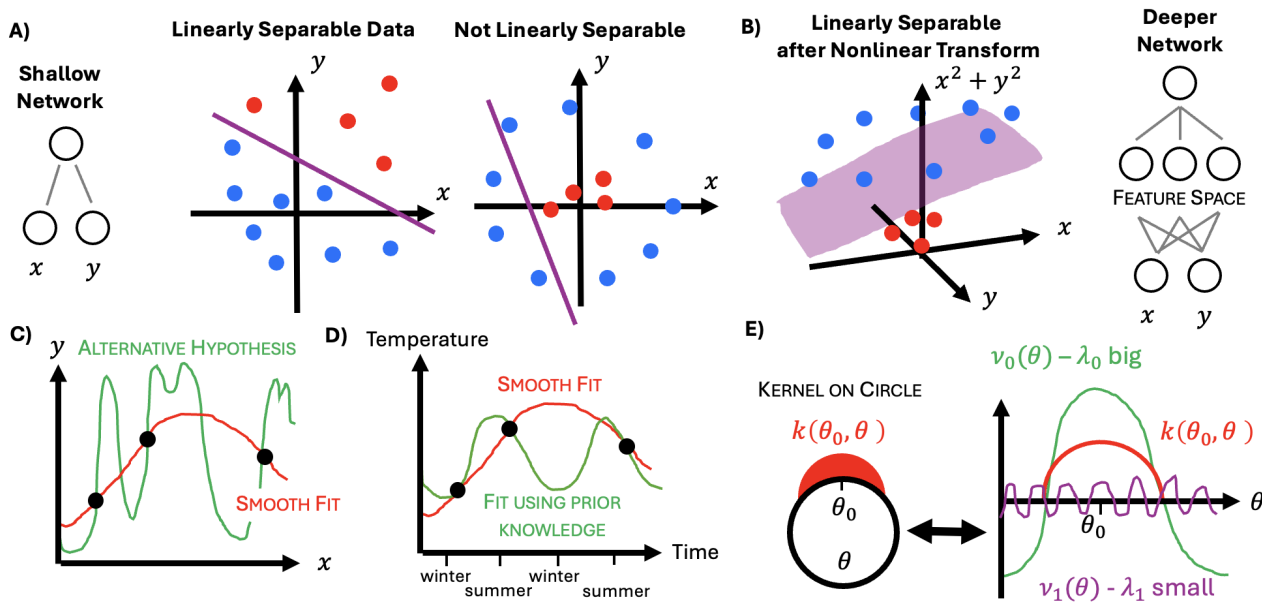 A)
Shallow
Network
x y
Linearly Separable Data
y
x
Not Linearly Separable
y
x
B)
Linearly Separable
after Nonlinear Transform
x² + y²
x
y
Deeper
Network
FEATURE SPACE
x y
C)
y
ALTERNATIVE HYPOTHESIS
SMOOTH FIT
x
D)
Temperature
SMOOTH FIT
FIT USING PRIOR
KNOWLEDGE
Time
winter winter
summer summer
E)
KERNEL ON CIRCLE
k(θ₀, θ )
θ₀
θ
ν₀(θ) − λ₀ big
k(θ₀, θ )
θ
θ₀
ν₁(θ) - λ₁ small